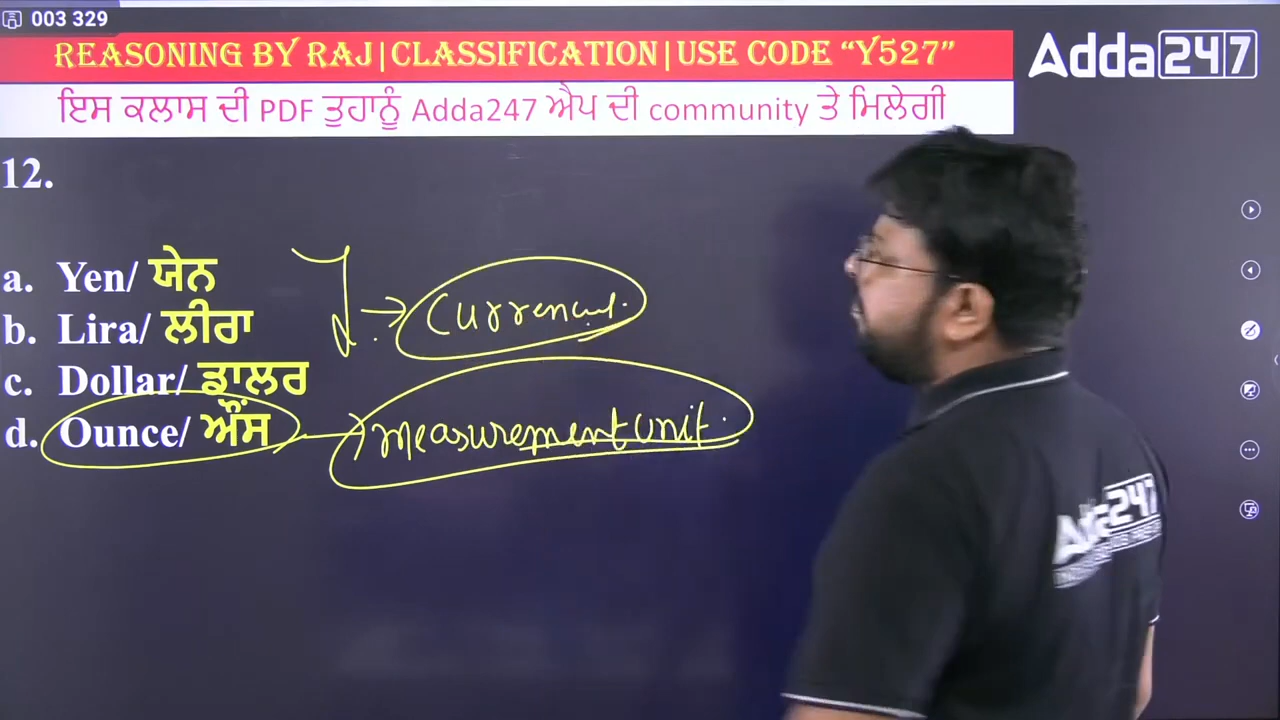 003 329
REASONING BY RAJ|CLASSIFICATION|USE CODE “Y527”
Adda247
ਇਸ ਕਲਾਸ ਦੀ PDF ਤੁਹਾਨੂੰ Adda247 ਐਪ ਦੀ community ਤੇ ਮਿਲੇਗੀ
12.
a. Yen/ ਯੇਨ
b. Lira/ ਲੀਰਾ
Currency.
c. Dollar/ ਡਾਲਰ
d. Ounce/ ਔਂਸ
measurement unit.
Adda247